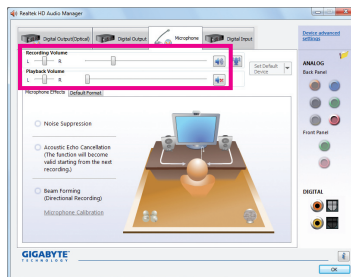 Realtek HD Audio Manager
Digital Output(Optical)
Digital Output
Microphone
Digital Input
Device advanced
settings
Recording Volume
L
R
Playback Volume
L
R
Set Default
Device
ANALOG
Back Panel
Microphone Effects
Default Format
Noise Suppression
Acoustic Echo Cancellation
(The function will become
valid starting from the next
recording.)
Beam Forming
(Directional Recording)
Microphone Calibration
Front Panel
DIGITAL
GIGABYTE
TECHNOLOGY
OK